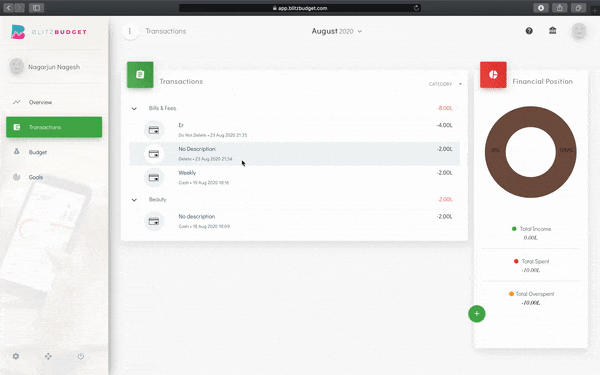 app.blitzbudget.com
BLITZBUDGET
Transactions
August 2020
Nagarjun Nagesh
Overview
Transactions
Budget
Goals
Transactions
CATEGORY
Bills & Fees
-8.00L
Er
-4.00L
Do Not Delete • 23 Aug 2020 21:35
No Description
-2.00L
Delete • 23 Aug 2020 21:34
Weekly
-2.00L
Cash • 19 Aug 2020 18:16
Beauty
-2.00L
No description
-2.00L
Cash • 18 Aug 2020 18:09
Financial Position
0%
100%
Total Income
0.00L
Total Spent
-10.00L
Total Overspent
-10.00L